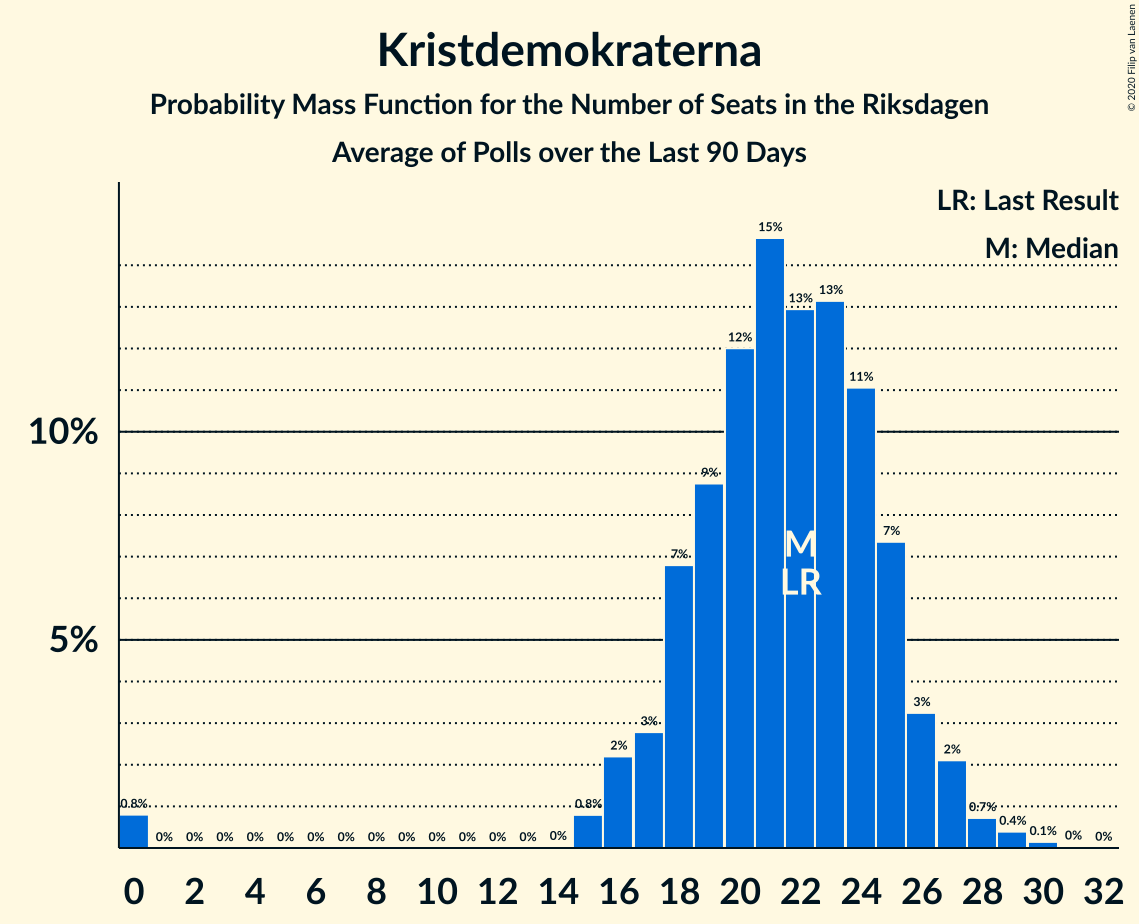 Kristdemokraterna
Probability Mass Function for the Number of Seats in the Riksdagen
Average of Polls over the Last 90 Days
© 2020 Filip van Laenen
LR: Last Result
M: Median
10%
5%
0.8% 0% 0% 0% 0% 0% 0% 0% 0% 0% 0% 0% 0% 0% 0% 0.8% 2% 3% 7% 9% 12% 15% 13% 13% 11% 7% 3% 2% 0.7% 0.4% 0.1% 0% 0%
M
LR
0 2 4 6 8 10 12 14 16 18 20 22 24 26 28 30 32